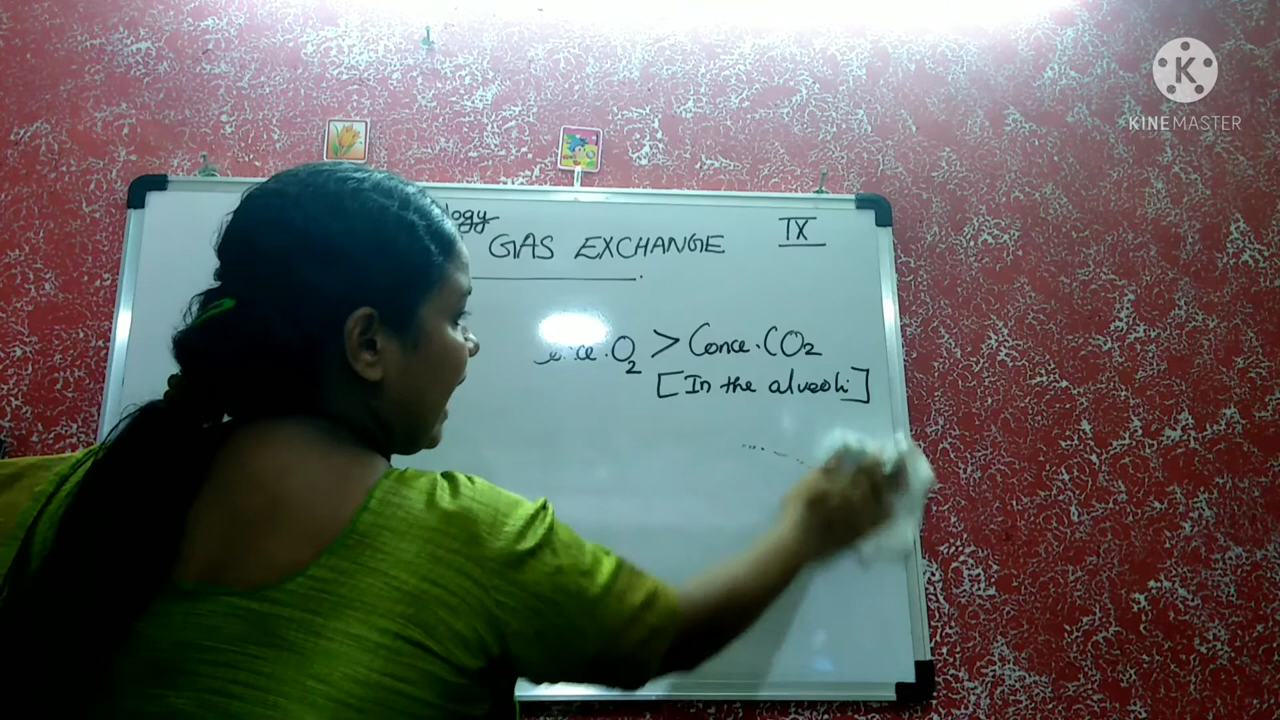 IX
GAS EXCHANGE
O2 > Conce. CO2
[In the alveoli]
KINEMASTER